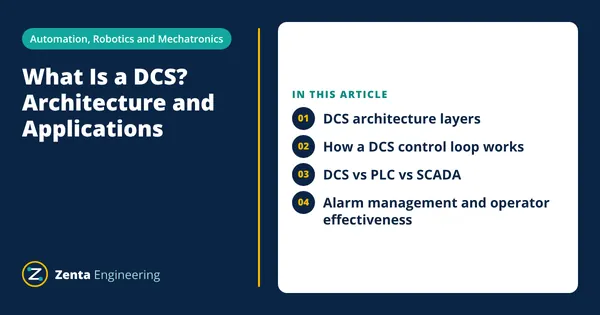 Automation, Robotics and Mechatronics
What Is a DCS?
Architecture and
Applications
Zenta Engineering
IN THIS ARTICLE
01 DCS architecture layers
02 How a DCS control loop works
03 DCS vs PLC vs SCADA
04 Alarm management and operator
effectiveness